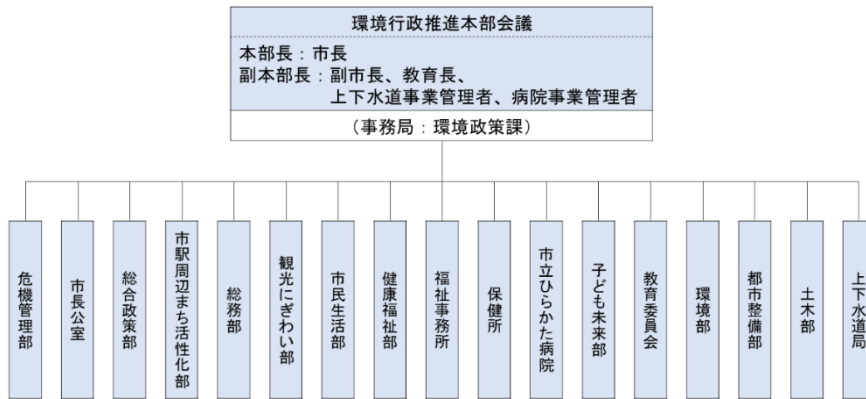 環境行政推進本部会議
本部長：市長
副本部長：副市長、教育長、
上下水道事業管理者、病院事業管理者
（事務局：環境政策課）
危機管理部
市長公室
総合政策部
市駅周辺まち活性化部
総務部
観光にぎわい部
市民生活部
健康福祉部
福祉事務所
保健所
市立ひらかた病院
子ども未来部
教育委員会
環境部
都市整備部
土木部
上下水道局